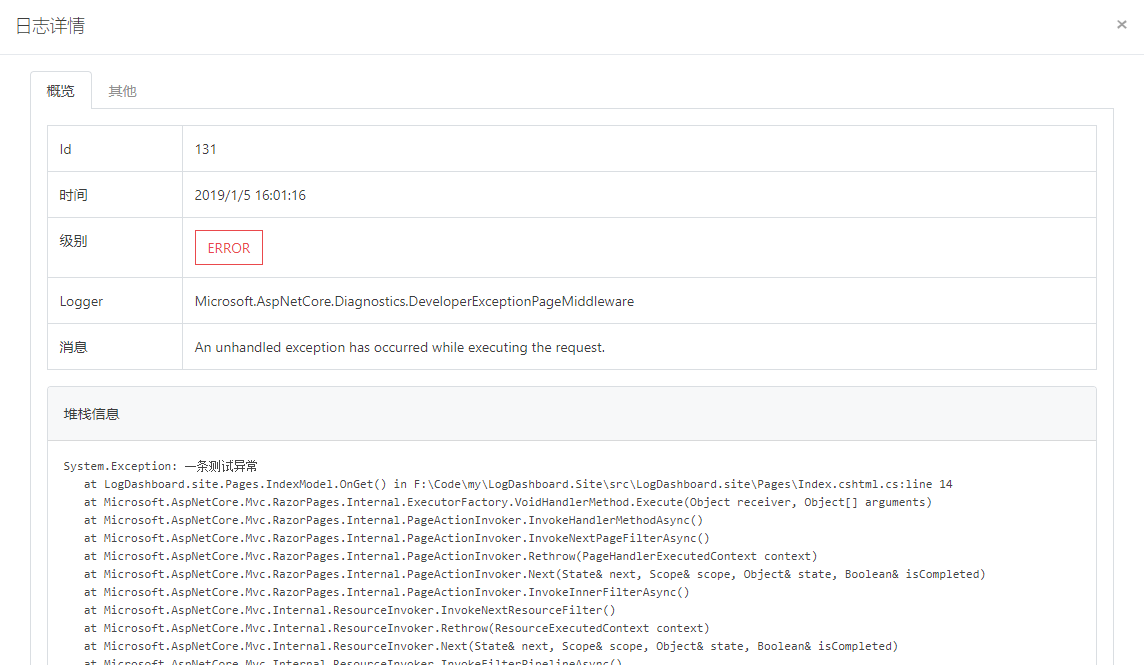 日志详情
×
概览 其他
Id 131
时间 2019/1/5 16:01:16
级别 ERROR
Logger Microsoft.AspNetCore.Diagnostics.DeveloperExceptionPageMiddleware
消息 An unhandled exception has occurred while executing the request.
堆栈信息
System.Exception: 一条测试异常
at LogDashboard.site.Pages.IndexModel.OnGet() in F:\Code\my\LogDashboard.Site\src\LogDashboard.site\Pages\Index.cshtml.cs:line 14
at Microsoft.AspNetCore.Mvc.RazorPages.Internal.ExecutorFactory.VoidHandlerMethod.Execute(Object receiver, Object[] arguments)
at Microsoft.AspNetCore.Mvc.RazorPages.Internal.PageActionInvoker.InvokeHandlerMethodAsync()
at Microsoft.AspNetCore.Mvc.RazorPages.Internal.PageActionInvoker.InvokeNextPageFilterAsync()
at Microsoft.AspNetCore.Mvc.RazorPages.Internal.PageActionInvoker.Rethrow(PageHandlerExecutedContext context)
at Microsoft.AspNetCore.Mvc.RazorPages.Internal.PageActionInvoker.Next(State& next, Scope& scope, Object& state, Boolean& isCompleted)
at Microsoft.AspNetCore.Mvc.RazorPages.Internal.PageActionInvoker.InvokeInnerFilterAsync()
at Microsoft.AspNetCore.Mvc.Internal.ResourceInvoker.InvokeNextResourceFilter()
at Microsoft.AspNetCore.Mvc.Internal.ResourceInvoker.Rethrow(ResourceExecutedContext context)
at Microsoft.AspNetCore.Mvc.Internal.ResourceInvoker.Next(State& next, Scope& scope, Object& state, Boolean& isCompleted)
at Microsoft.AspNetCore.Mvc.Internal.ResourceInvoker.InvokeFilterPipelineAsync()